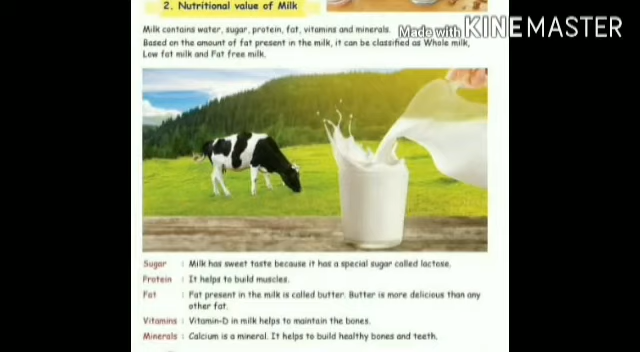 2. Nutritional value of Milk
Milk contains water, sugar, protein, fat, vitamins and minerals.
Made with KINEMASTER
Based on the amount of fat present in the milk, it can be classified as Whole milk,
Low fat milk and Fat free milk.
Sugar : Milk has sweet taste because it has a special sugar called lactose.
Protein : It helps to build muscles.
Fat : Fat present in the milk is called butter. Butter is more delicious than any
other fat.
Vitamins : Vitamin-D in milk helps to maintain the bones.
Minerals : Calcium is a mineral. It helps to build healthy bones and teeth.